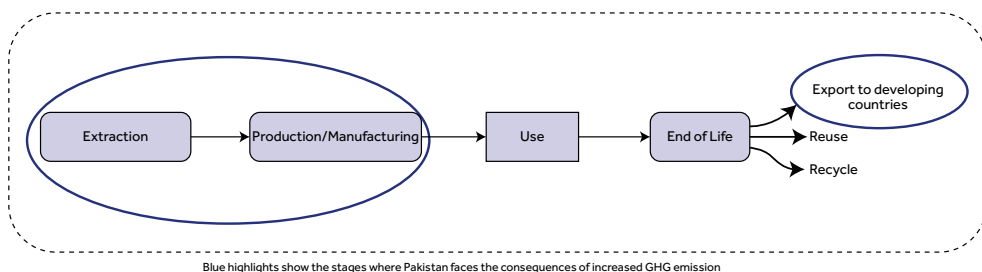 Extraction
Production/Manufacturing
Use
End of Life
Export to developing
countries
Reuse
Recycle
Blue highlights show the stages where Pakistan faces the consequences of increased GHG emission